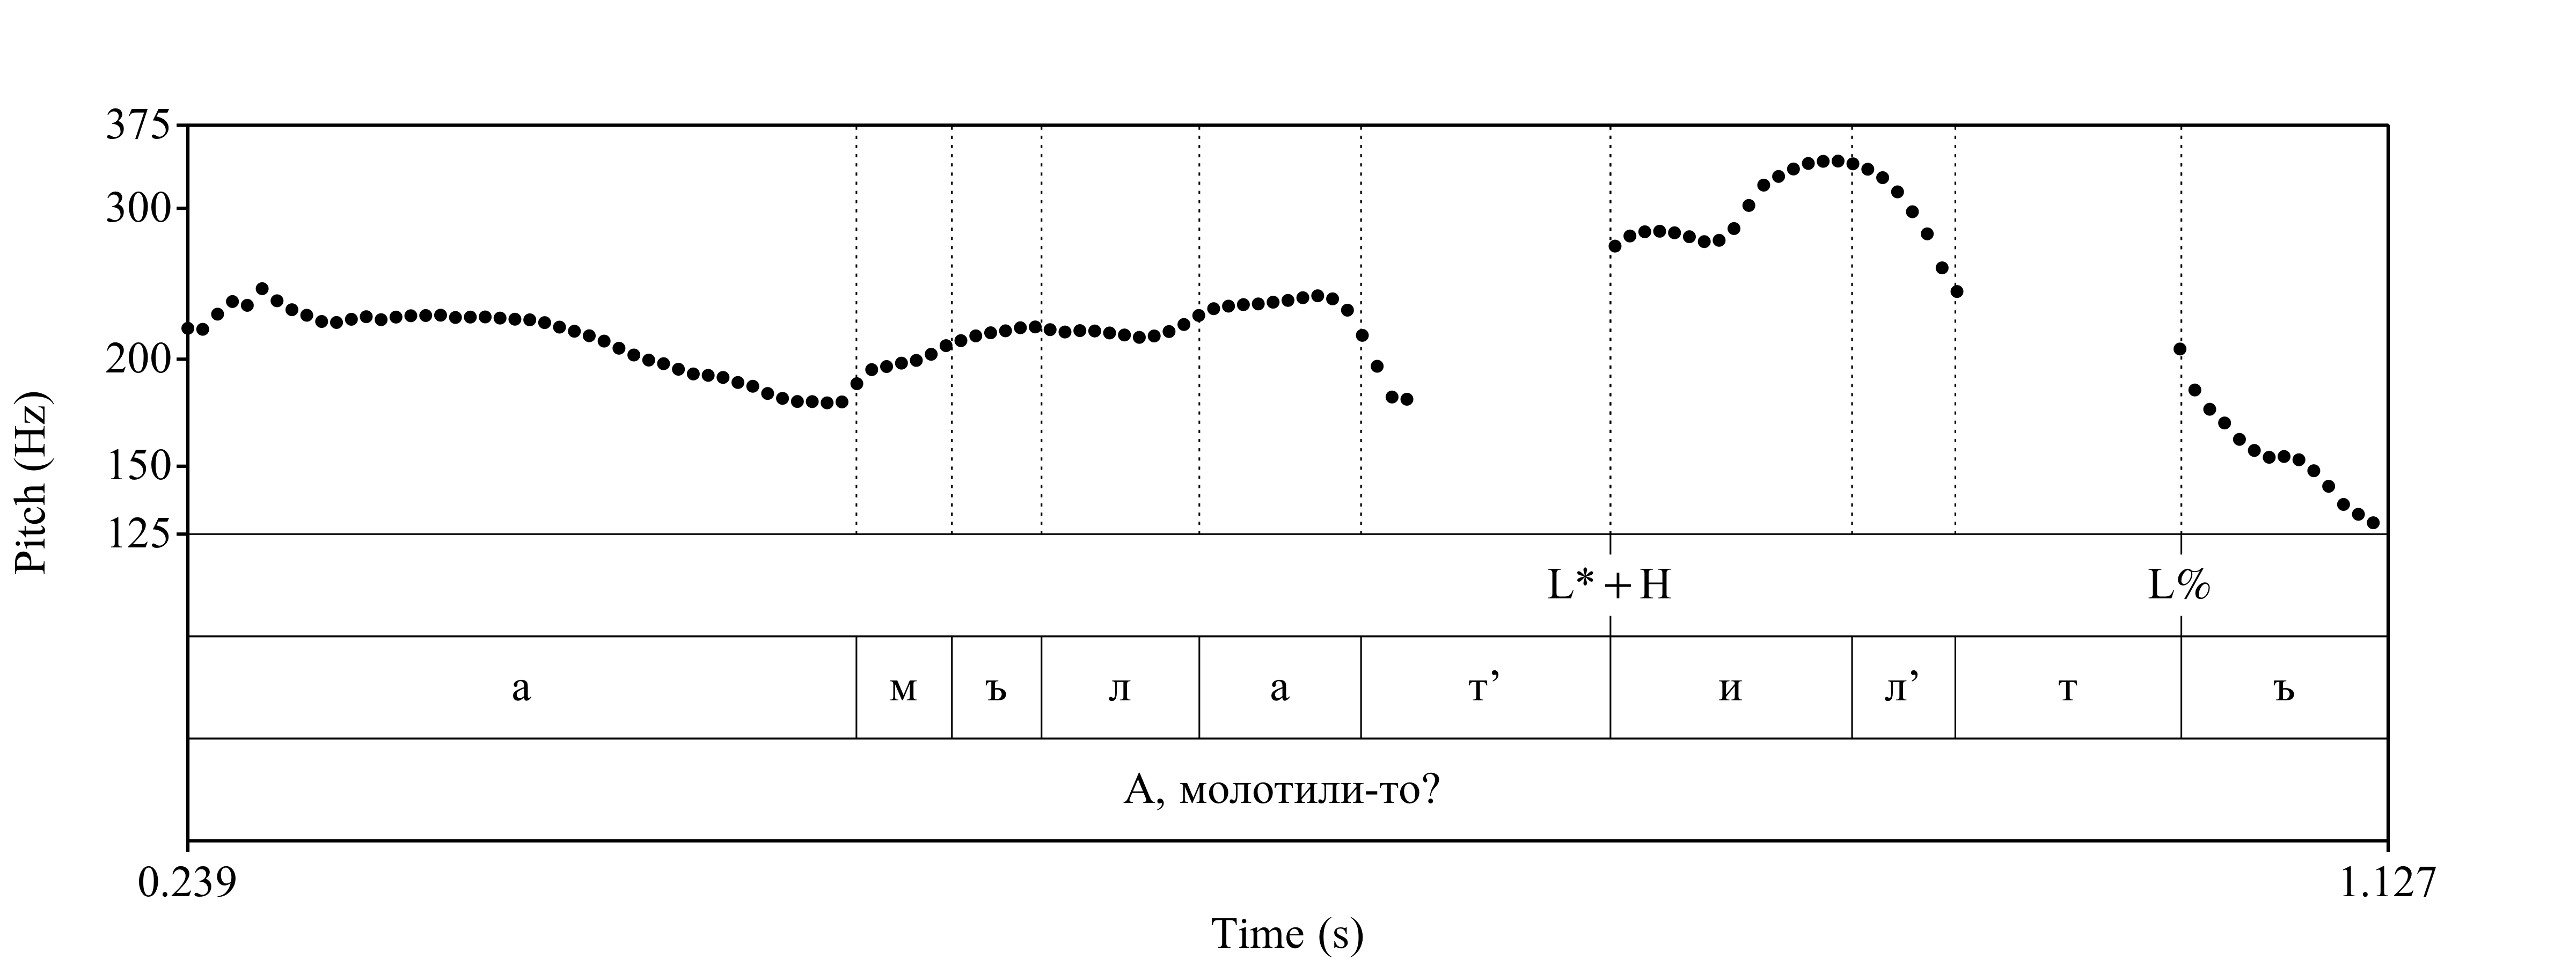 375
300
200
150
125
Pitch (Hz)
L*+H L%
а м ъ л а т’ и л’ т ъ
А, молотили-то?
0.239 1.127
Time (s)